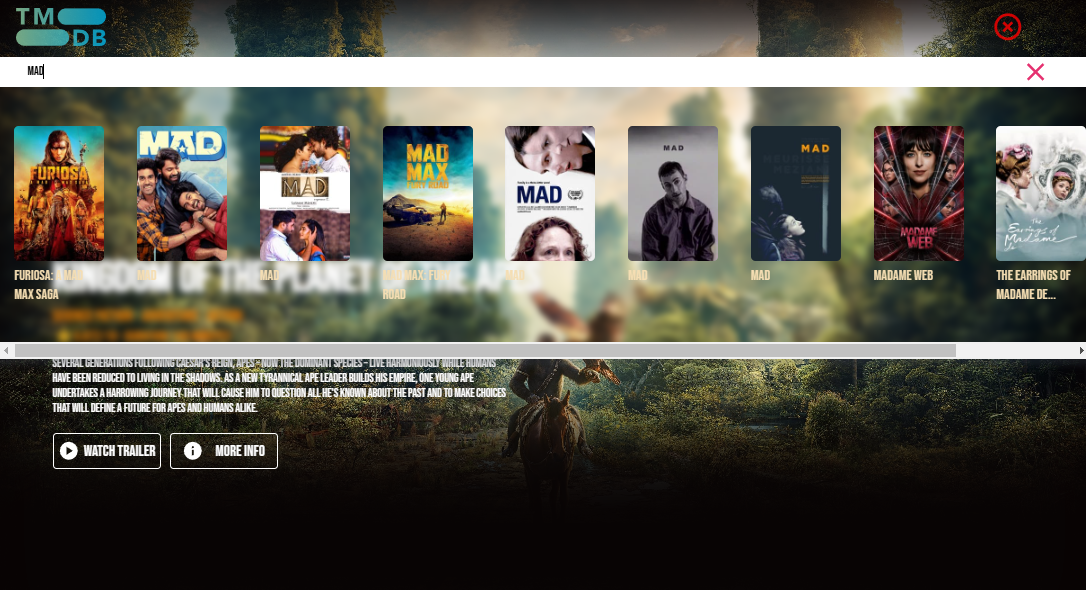 TM
DB
MAD
FURIOSA
A MAD MAX SAGA
MAD
MAD
MAD
MAX
FURY ROAD
MAD
MAD
MAD
MADAME
WEB
The
Earrings of
Madame
de
FURIOSA: A MAD
MAX SAGA
MAD
MAD
MAD MAX: FURY
ROAD
MAD
MAD
MAD
MADAME WEB
THE EARRINGS OF
MADAME DE...
KINGDOM OF THE PLANET OF THE APES
SEVERAL GENERATIONS FOLLOWING CAESAR'S REIGN, APES – NOW THE DOMINANT SPECIES – LIVE HARMONIOUSLY WHILE HUMANS
HAVE BEEN REDUCED TO LIVING IN THE SHADOWS. AS A NEW TYRANNICAL APE LEADER BUILDS HIS EMPIRE, ONE YOUNG APE
UNDERTAKES A HARROWING JOURNEY THAT WILL CAUSE HIM TO QUESTION ALL HE'S KNOWN ABOUT THE PAST AND TO MAKE CHOICES
THAT WILL DEFINE A FUTURE FOR APES AND HUMANS ALIKE.
WATCH TRAILER
MORE INFO